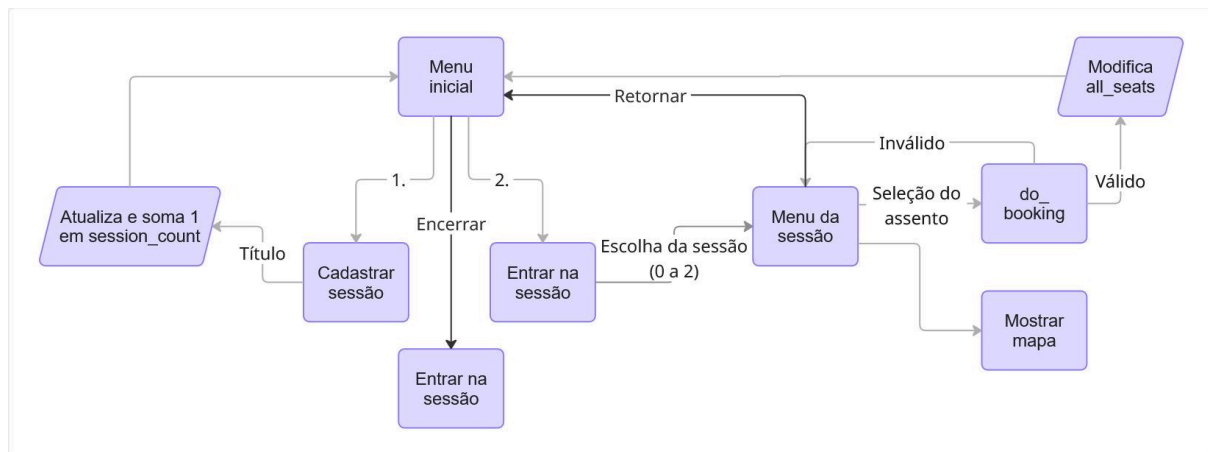 Menu
inicial
Modifica
all_seats
Retornar
Inválido
1.
2.
Válido
Seleção do
assento
do_
booking
Atualiza e soma 1
em session_count
Encerrar
Menu da
sessão
Título
Escolha da sessão
(0 a 2)
Cadastrar
sessão
Entrar na
sessão
Mostrar
mapa
Entrar na
sessão